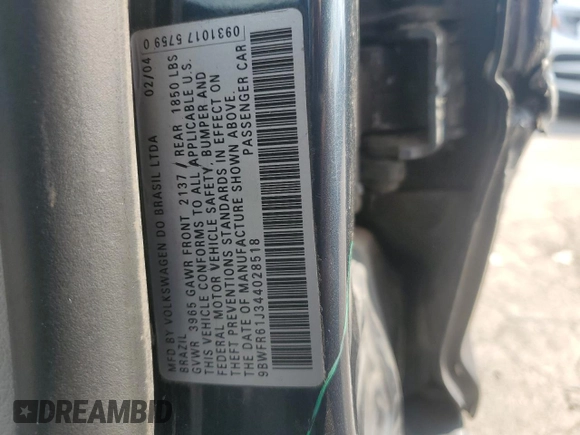 MFD BY VOLKSWAGEN DO BRASIL LTDA 02/04 0931017 5759 0
BRAZIL
GVWR 3965 GAWR FRONT 2137 / REAR 1850 LBS
THIS VEHICLE CONFORMS TO ALL APPLICABLE U.S.
FEDERAL MOTOR VEHICLE SAFETY, BUMPER AND
THEFT PREVENTIONS STANDARDS IN EFFECT ON
THE DATE OF MANUFACTURE SHOWN ABOVE.
9BWFR61J344028518 PASSENGER CAR
DREAMBID